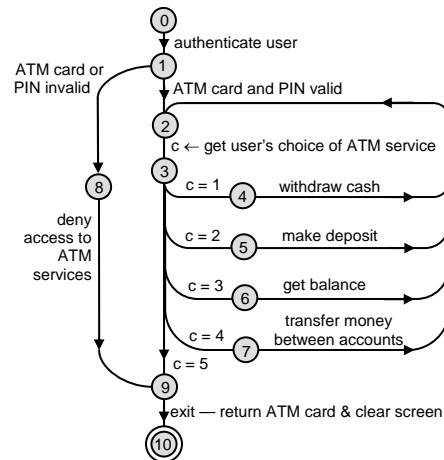 0
authenticate user
1
ATM card or
PIN invalid
ATM card and PIN valid
2
c ← get user's choice of ATM service
3
c = 1
4
withdraw cash
8
c = 2
5
make deposit
deny
access to
ATM
services
c = 3
6
get balance
c = 4
7
transfer money
between accounts
c = 5
9
exit — return ATM card & clear screen
10